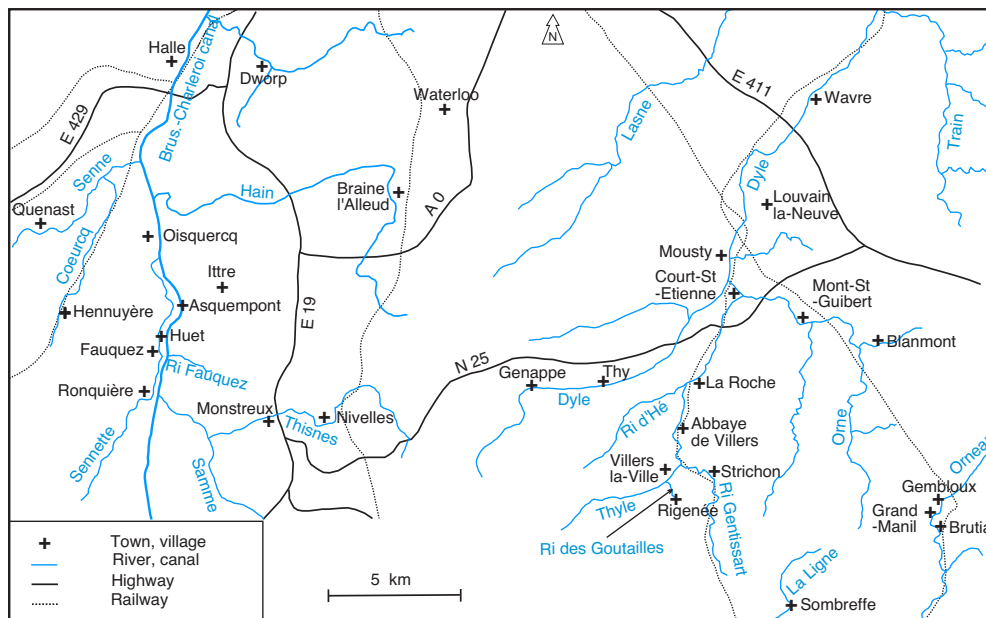 Halle
Dworp
Brus.-Charleroi canal
E 429
Waterloo
N
Lasne
E 411
Wavre
Train
Senne
Quenast
Hain
Braine
l'Alleud
A 0
Dyle
Louvain
la-Neuve
Coeurcq
Oisquercq
Ittre
Mousty
Court-St
-Etienne
Mont-St
-Guibert
Hennuyère
Asquempont
E 19
Huet
Fauquez
Ri Fauquez
N 25
Blanmont
Genappe
Thy
Dyle
La Roche
Ronquière
Monstreux
Thisnes
Nivelles
Ri d'Hé
Abbaye
de Villers
Orne
Sennette
Samme
Villers
la-Ville
Strichon
Orneau
Gembloux
Thyle
Rigenée
Ri Gentissart
Grand
-Manil
Brutia
Ri des Goutailles
La Ligne
Sombreffe
Town, village
River, canal
Highway
Railway
5 km